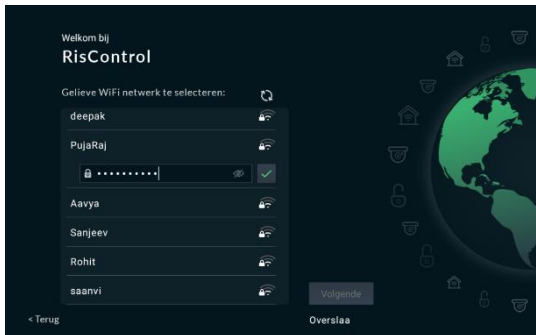 Welkom bij
RisControl
Gelieve WiFi netwerk te selecteren:
deepak
PujaRaj
••••••••••
Aavya
Sanjeev
Rohit
saanvi
Volgende
< Terug
Overslaa